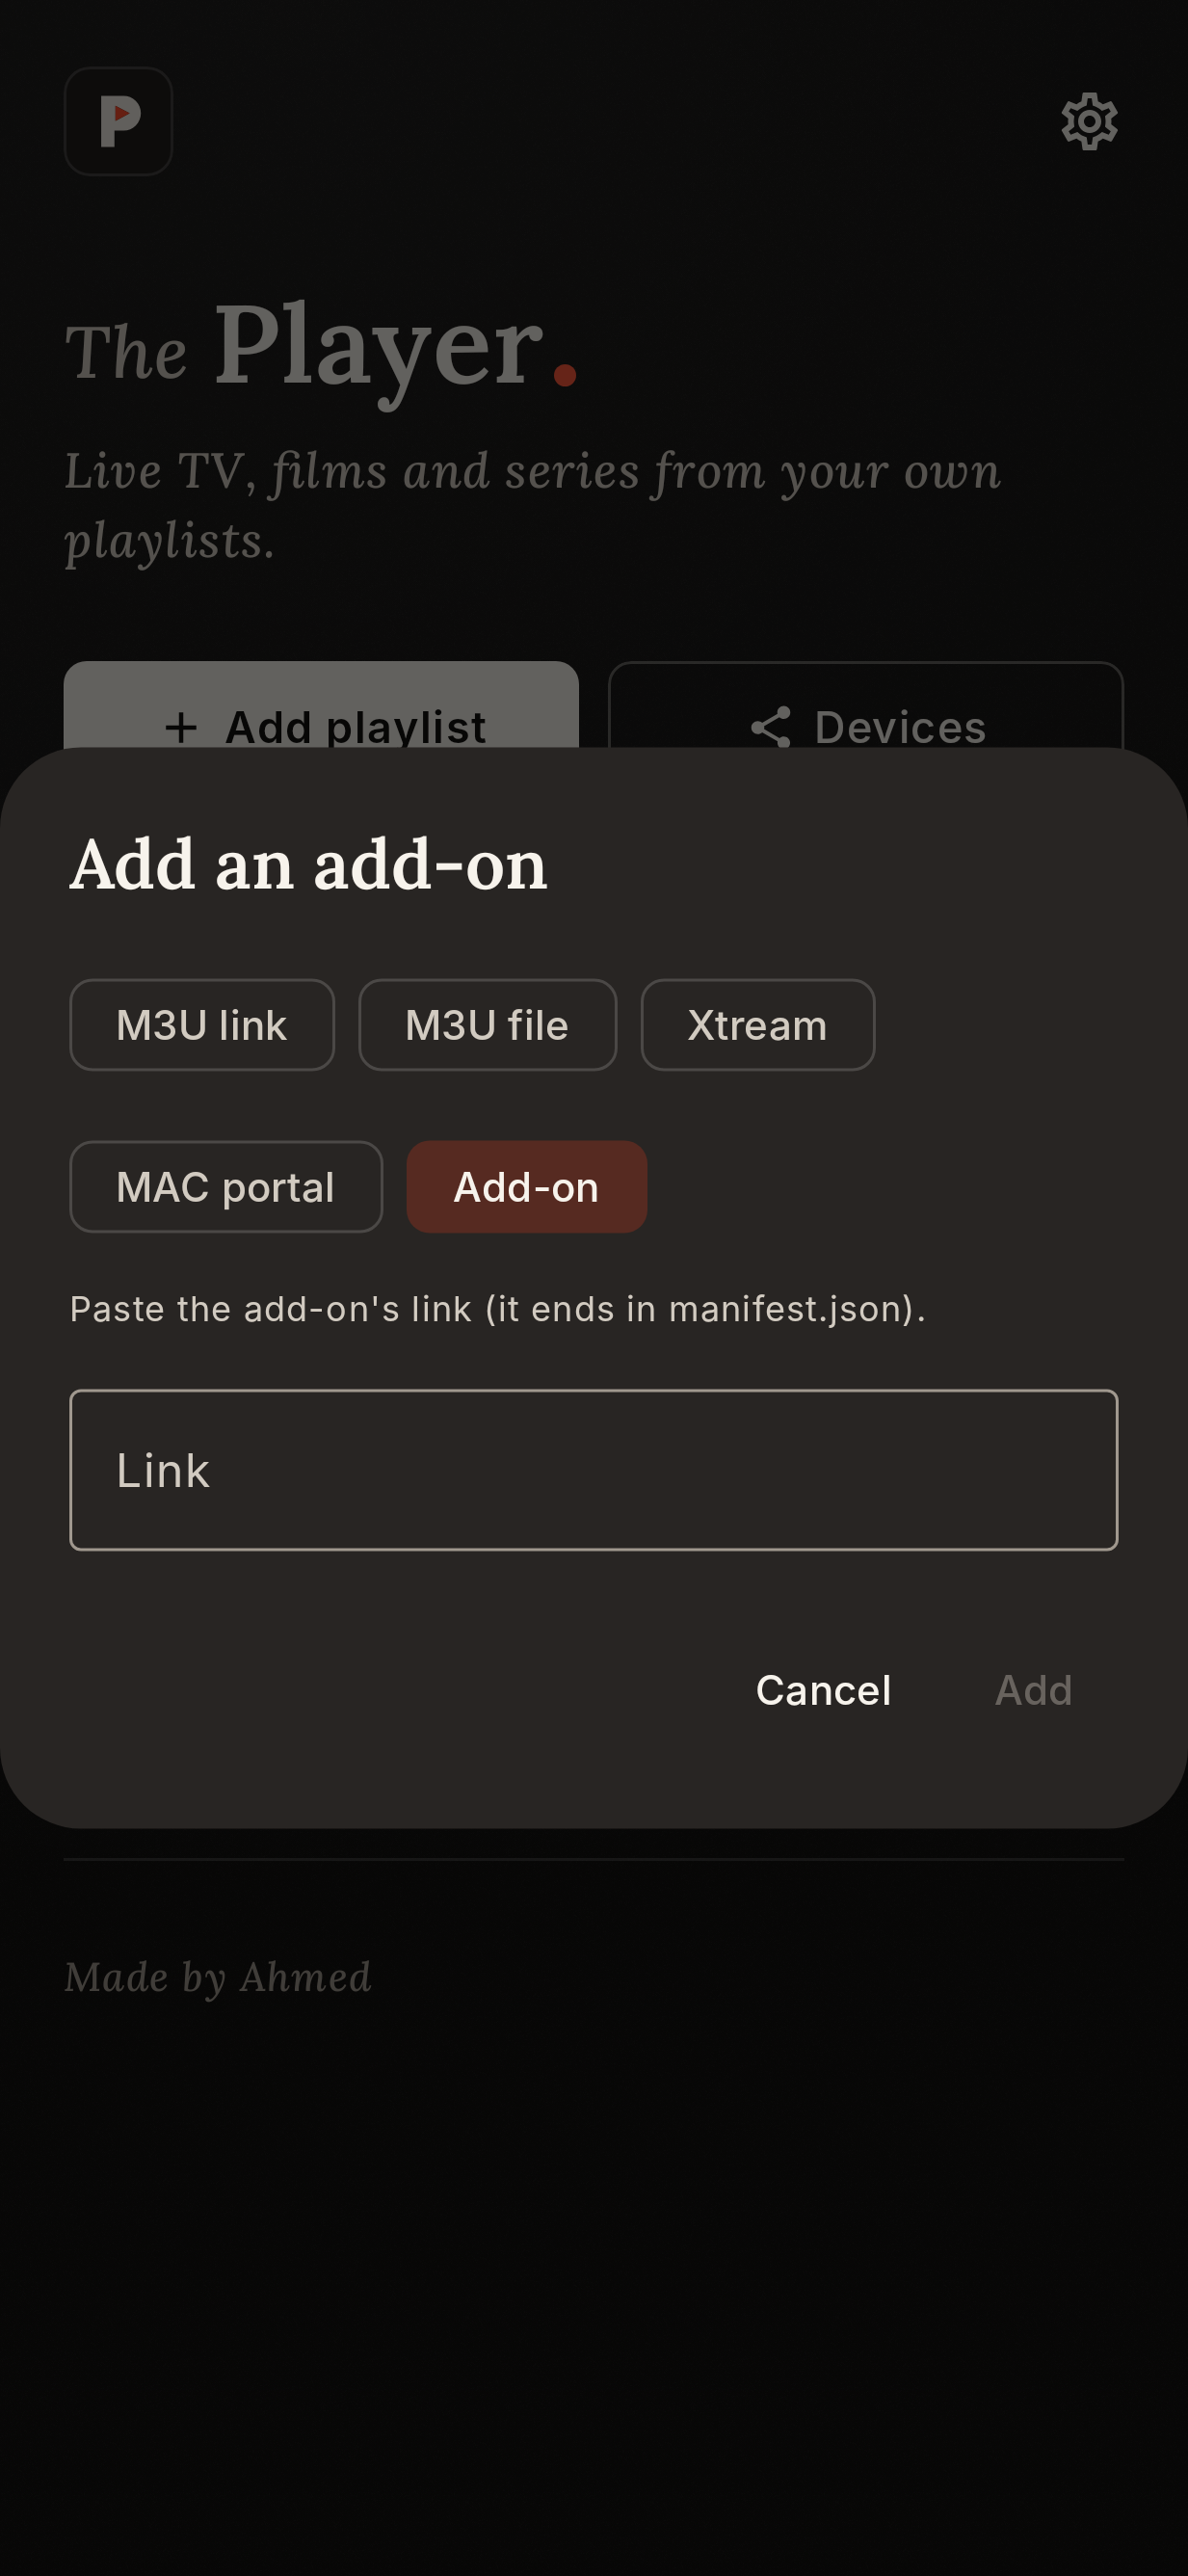 P
The Player.
Live TV, films and series from your own
playlists.
+ Add playlist
Devices
Add an add-on
M3U link
M3U file
Xtream
MAC portal
Add-on
Paste the add-on's link (it ends in manifest.json).
Link
Cancel
Add
Made by Ahmed